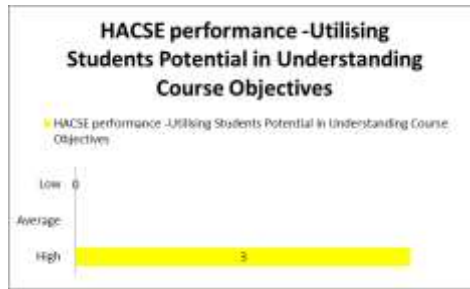 HACSE performance -Utilising
Students Potential in Understanding
Course Objectives
HACSE performance -Utilising Students Potential in Understanding Course
Objectives
Low 0
Average
High 3